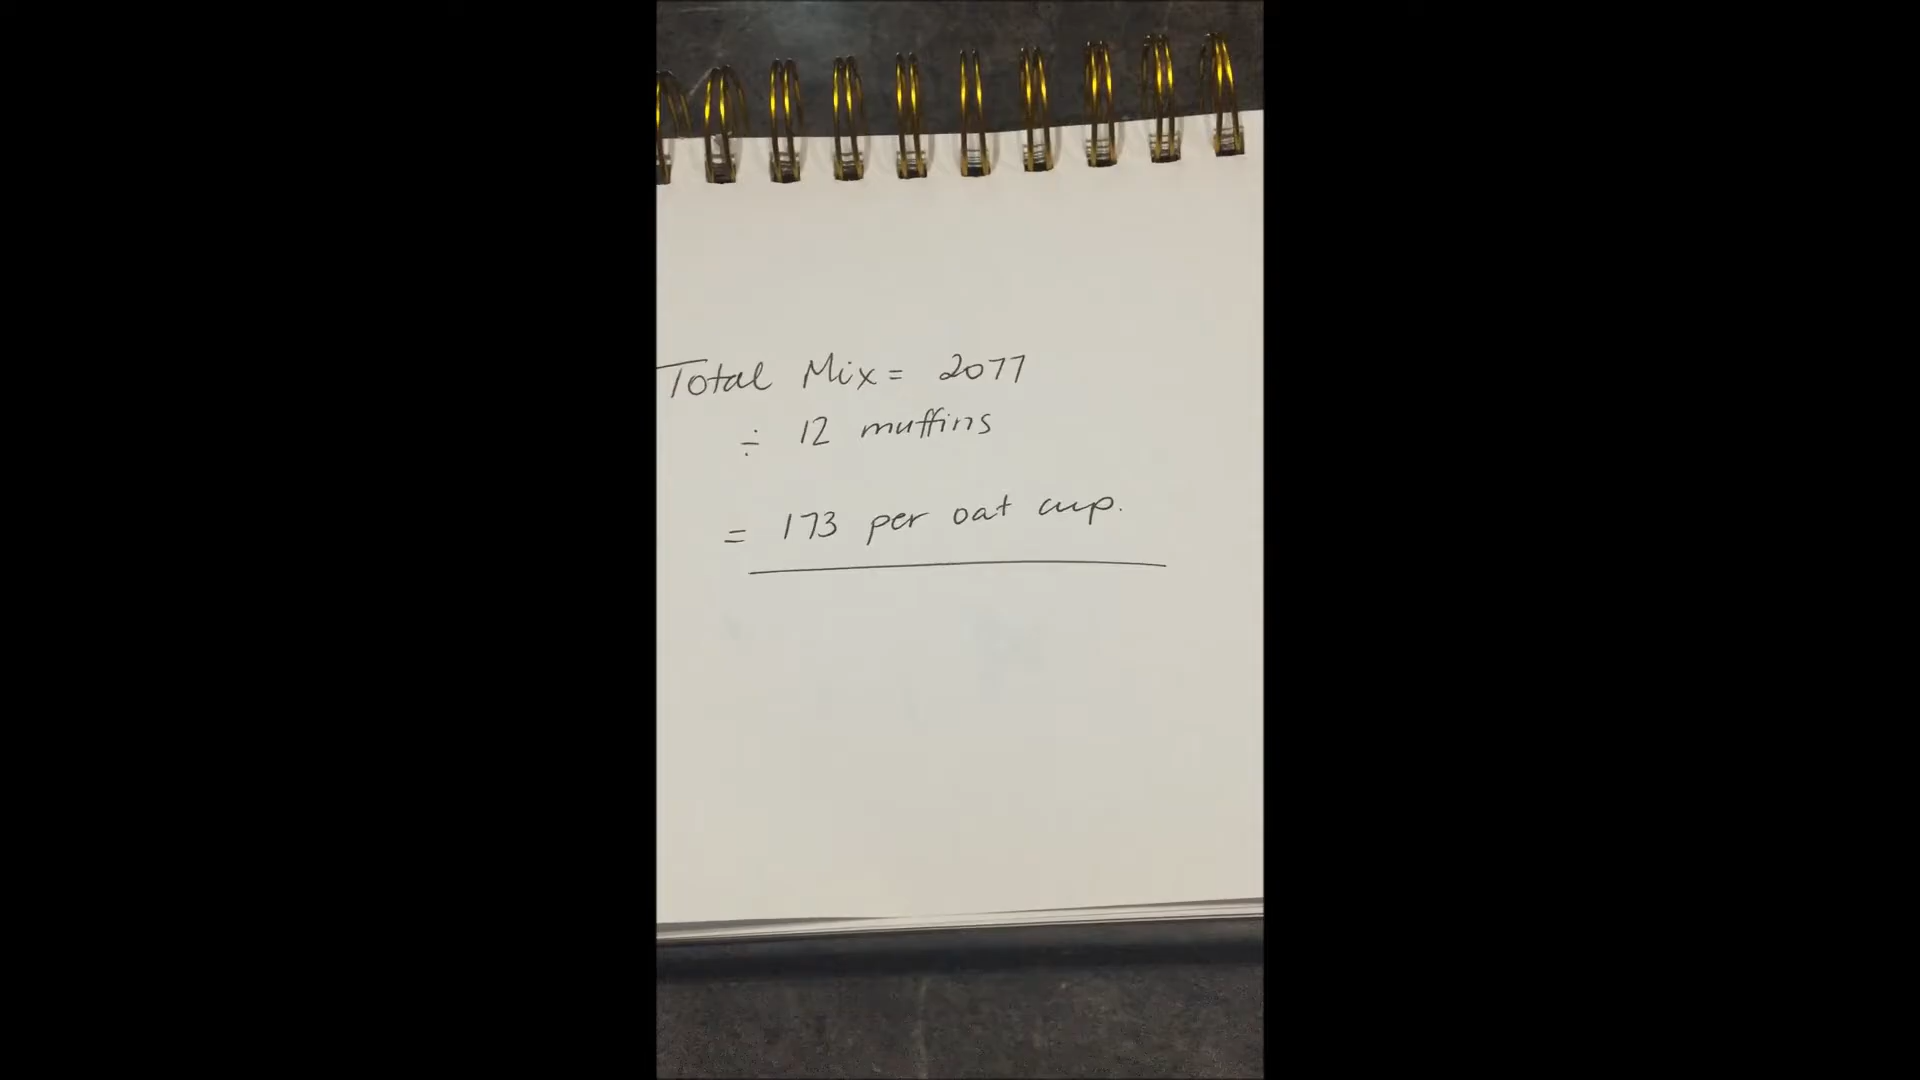 Total Mix = 2077
÷ 12 muffins
= 173 per oat cup.